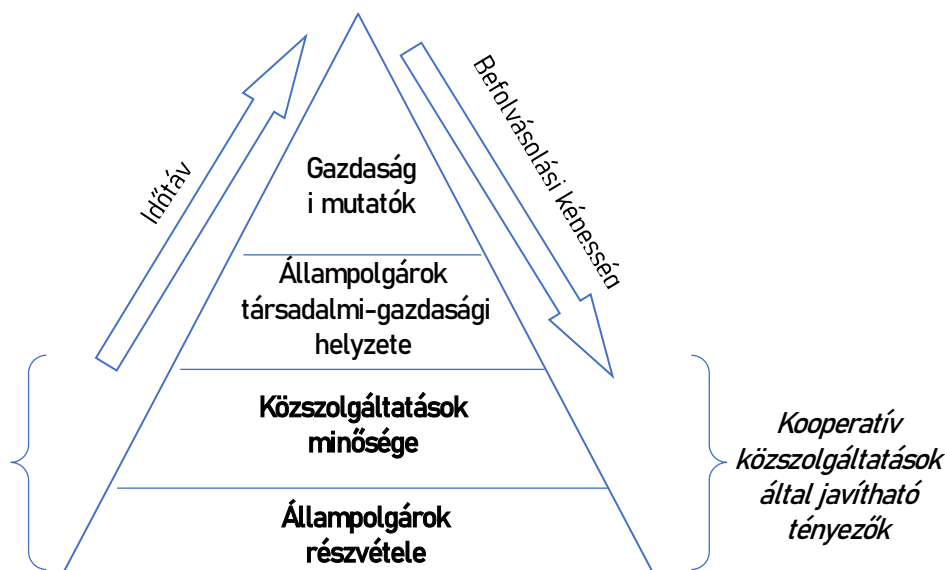 Időtáv
Befolyásolási képesség
Gazdaság
i mutatók
Állampolgárok
társadalmi-gazdasági
helyzete
Közszolgáltatások
minősége
Állampolgárok
részvétele
Kooperatív
közszolgáltatások
által javítható
tényezők